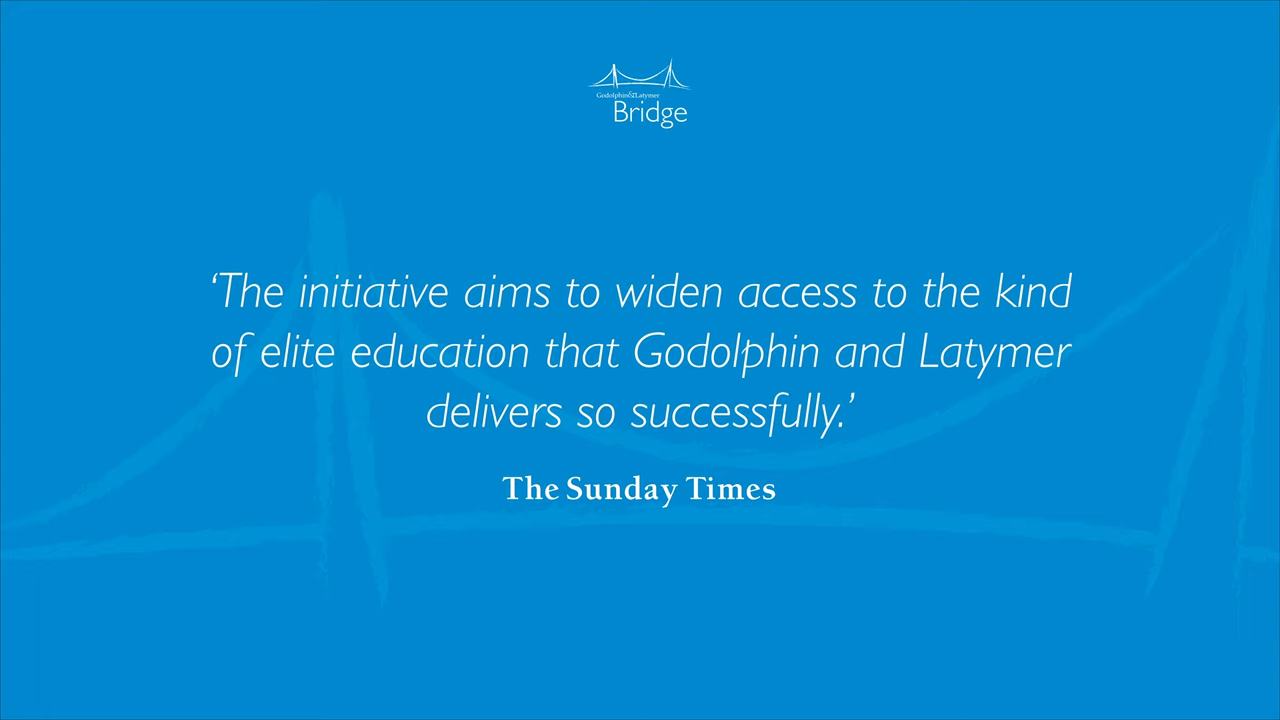 Godolphin&Latymer
Bridge
‘The initiative aims to widen access to the kind
of elite education that Godolphin and Latymer
delivers so successfully.’
The Sunday Times